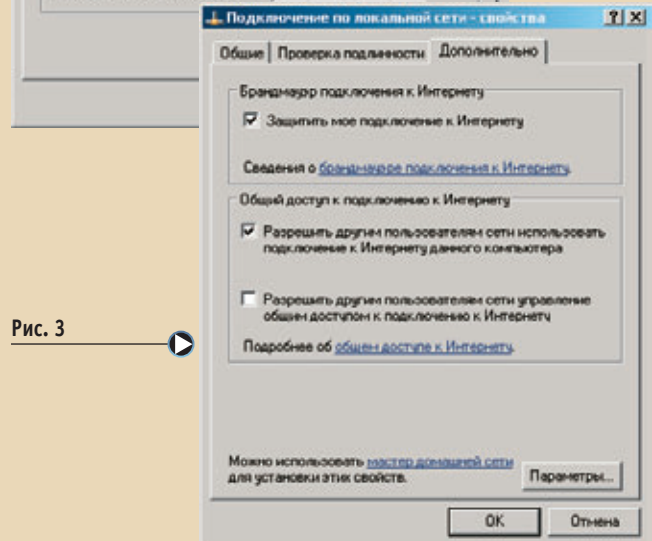 Подключение по локальной сети - свойства
Общие
Проверка подлинности
Дополнительно
Брандмауэр подключения к Интернету
Защитить мое подключение к Интернету
Сведения о брандмауэре подключения к Интернету.
Общий доступ к подключению к Интернету
Разрешить другим пользователям сети использовать
подключение к Интернету данного компьютера
Разрешить другим пользователям сети управление
общим доступом к подключению к Интернету
Рис. 3
Подробнее об общем доступе к Интернету.
Можно использовать мастер домашней сети
для установки этих свойств.
Параметры...
OK
Отмена